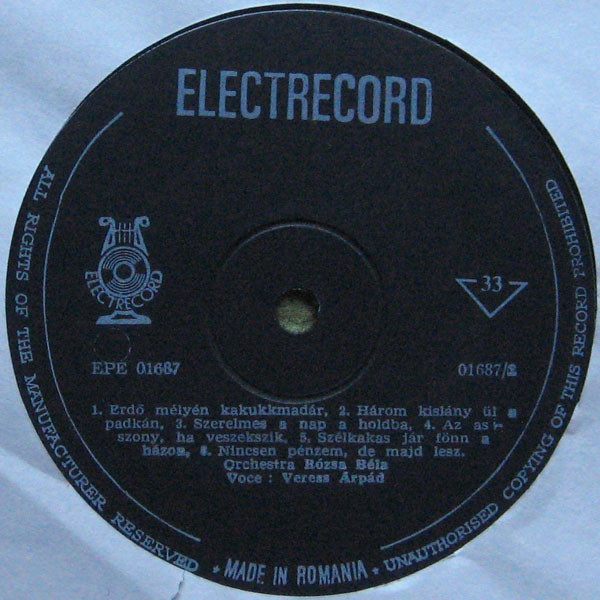 ELECTRECORD
ELECTRECORD
33
EPE 01687
01687/2
1. Erdő mélyén kakukkmadár, 2. Három kislány ül a
padkán, 3. Szerelmes a nap a holdba, 4. Az as-
szony, ha veszekszik, 5. Szélkakas jár fönn a
házon, 6. Nincsen pénzem, de majd lesz.
Orchestra Rózsa Béla
Voce : Veress Árpád
ALL RIGHTS OF THE MANUFACTURER RESERVED * MADE IN ROMANIA * UNAUTHORISED COPYING OF THIS RECORD PROHIBITED